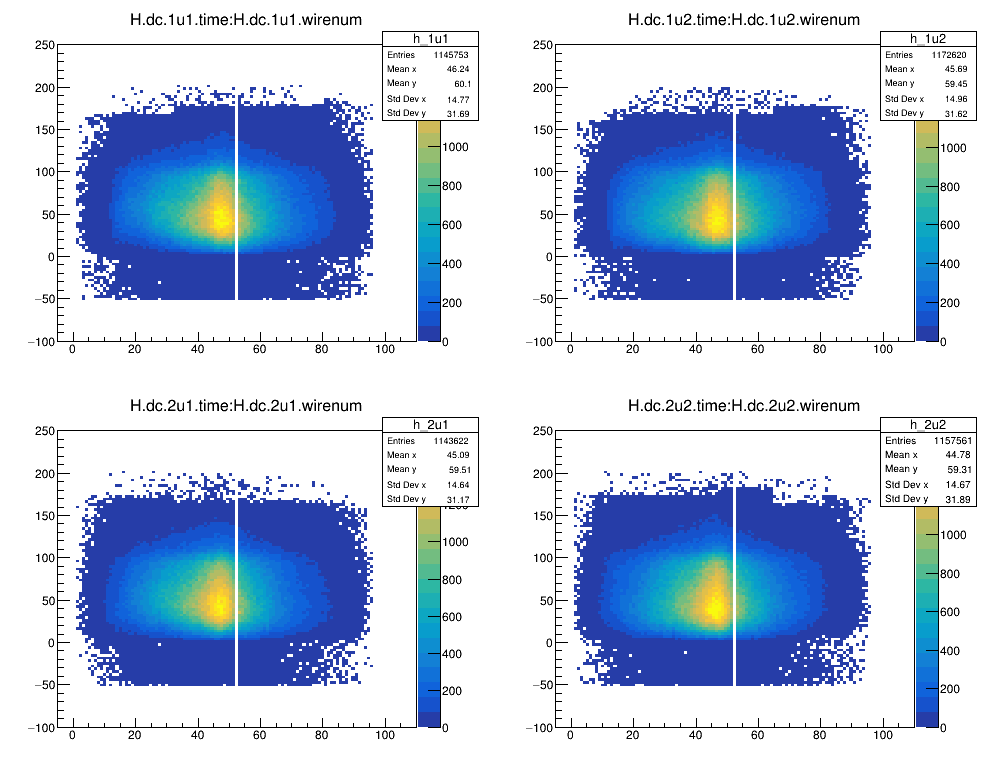 H.dc.1u1.time:H.dc.1u1.wirenum
h_1u1
Entries 1145753
Mean x 46.24
Mean y 60.1
Std Dev x 14.77
Std Dev y 31.69
250
200
150
100
50
0
−50
−100
0 20 40 60 80 100
1000
800
600
400
200
0
H.dc.1u2.time:H.dc.1u2.wirenum
h_1u2
Entries 1172620
Mean x 45.69
Mean y 59.45
Std Dev x 14.96
Std Dev y 31.62
250
200
150
100
50
0
−50
−100
0 20 40 60 80 100
1000
800
600
400
200
0
H.dc.2u1.time:H.dc.2u1.wirenum
h_2u1
Entries 1143622
Mean x 45.09
Mean y 59.51
Std Dev x 14.64
Std Dev y 31.17
250
200
150
100
50
0
−50
−100
0 20 40 60 80 100
1200
1000
800
600
400
200
0
H.dc.2u2.time:H.dc.2u2.wirenum
h_2u2
Entries 1157561
Mean x 44.78
Mean y 59.31
Std Dev x 14.67
Std Dev y 31.89
250
200
150
100
50
0
−50
−100
0 20 40 60 80 100
1000
800
600
400
200
0